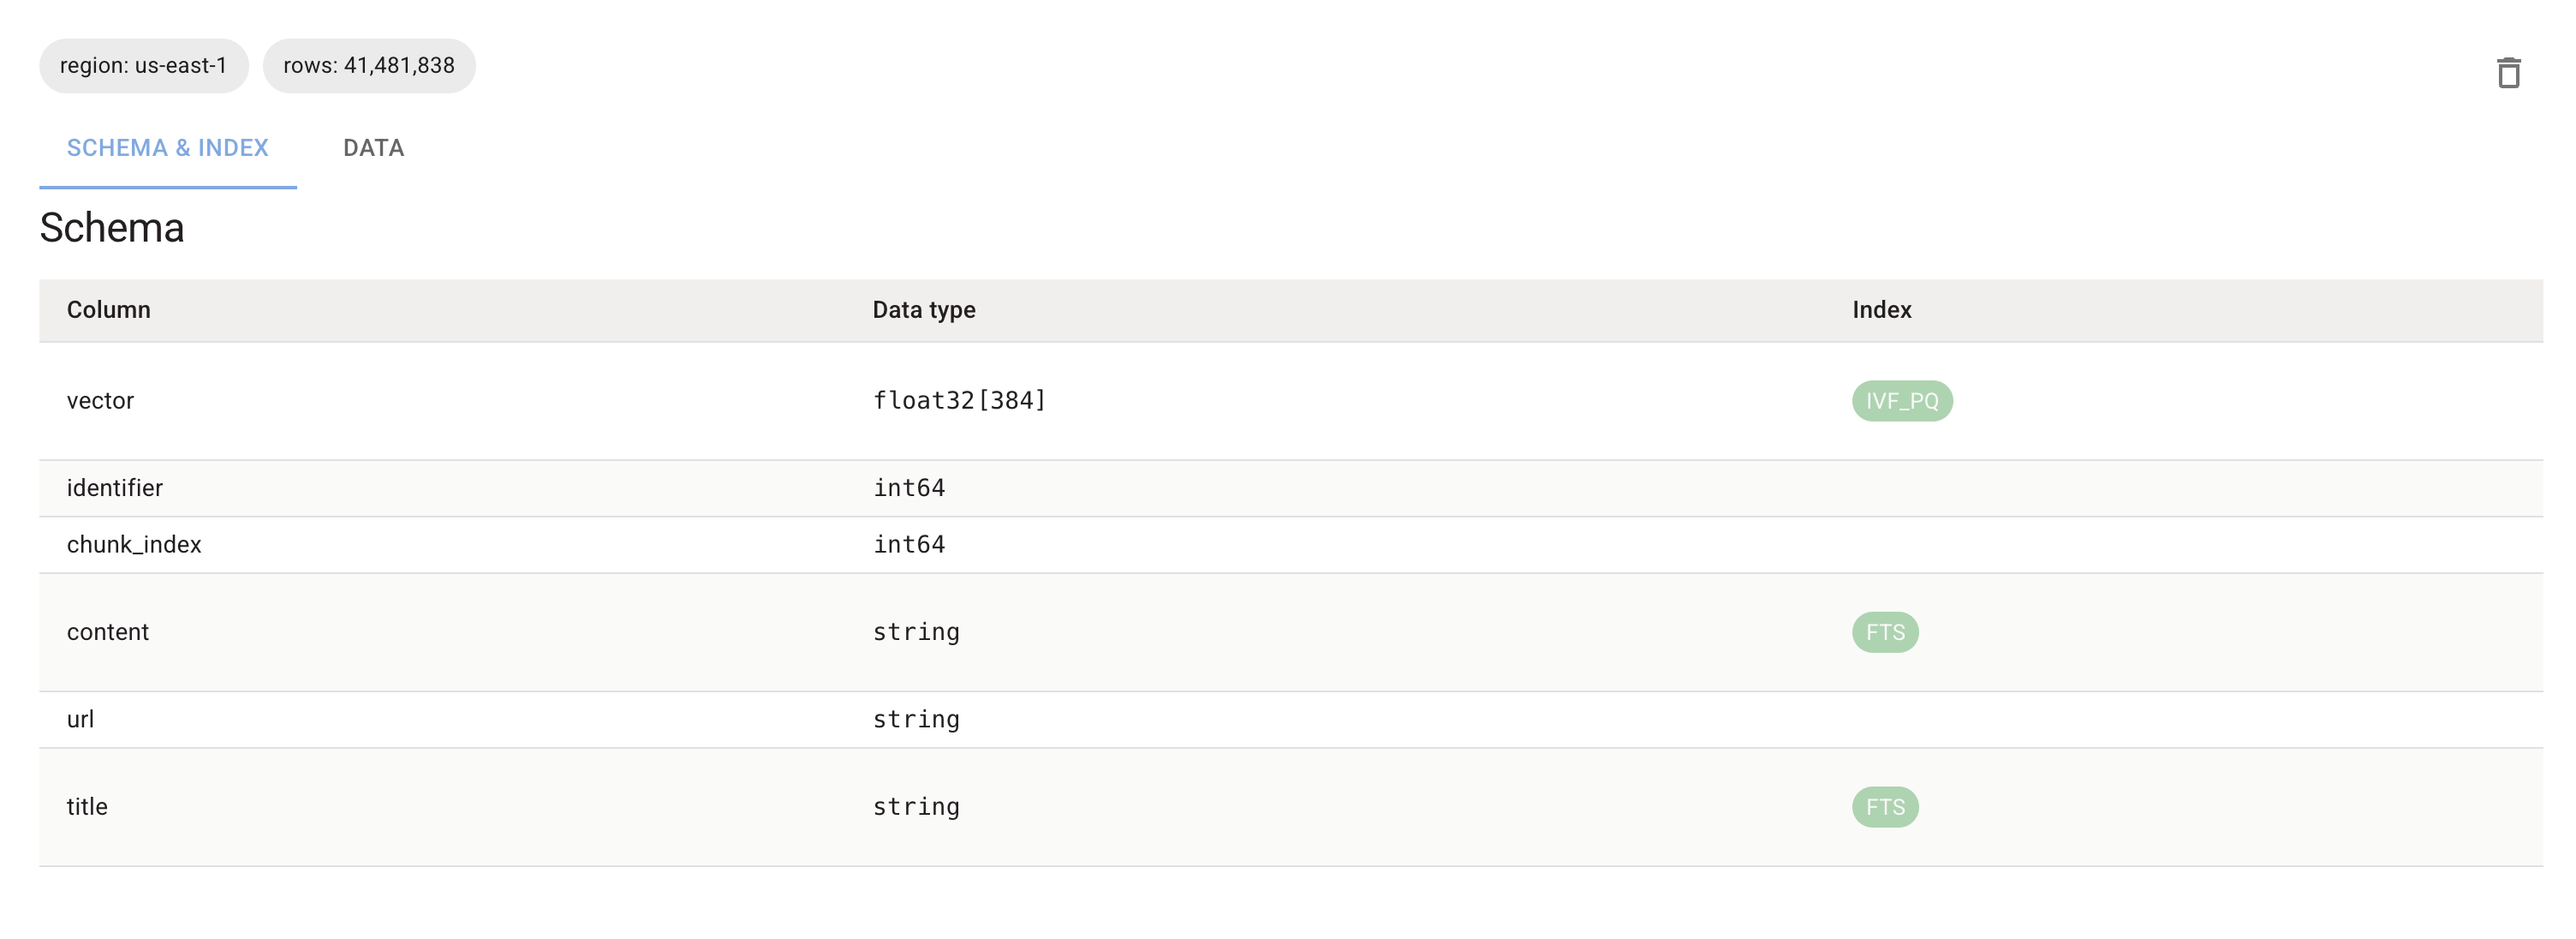 region: us-east-1 rows: 41,481,838
SCHEMA & INDEX DATA
Schema
Column Data type Index
vector float32[384] IVF_PQ
identifier int64
chunk_index int64
content string FTS
url string
title string FTS